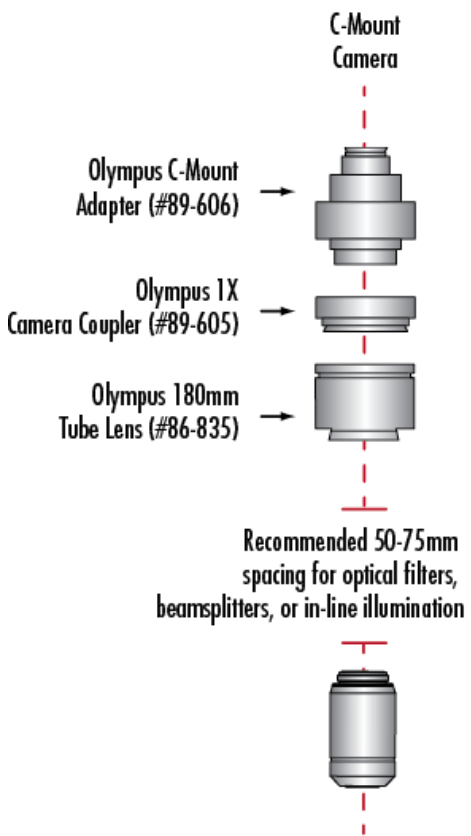 C-Mount
Camera
Olympus C-Mount
Adapter (#89-606)
Olympus 1X
Camera Coupler (#89-605)
Olympus 180mm
Tube Lens (#86-835)
Recommended 50-75mm
spacing for optical filters,
beamsplitters, or in-line illumination